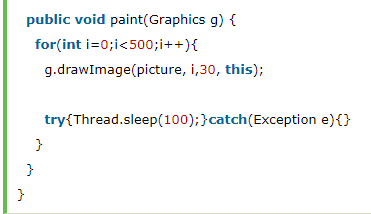 public void paint(Graphics g) {
for(int i=0;i<500;i++){
g.drawImage(picture, i,30, this);
try{Thread.sleep(100);}catch(Exception e){}
}
}
}